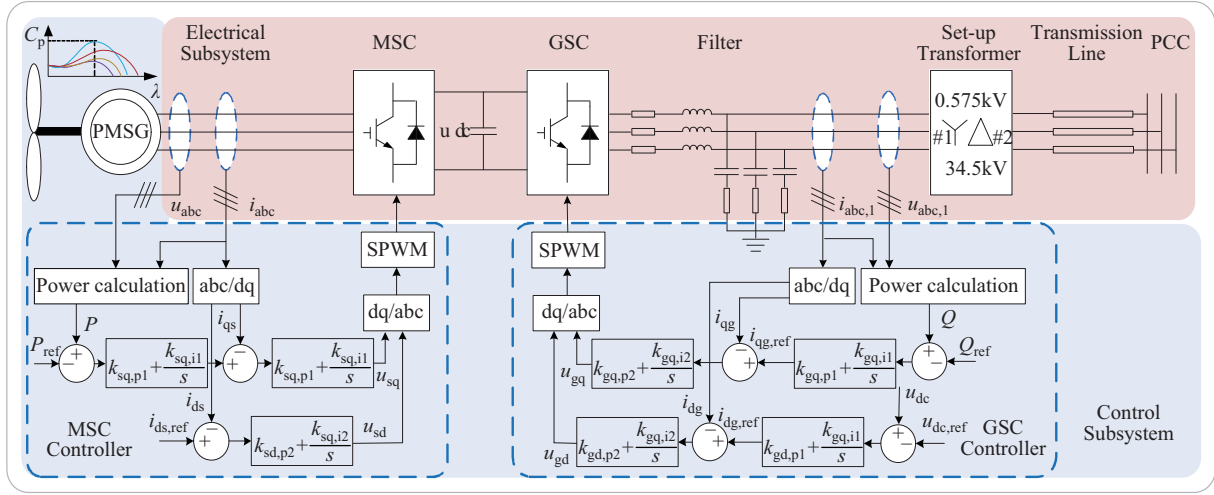 C_p
λ
Electrical
Subsystem
MSC
GSC
Filter
Set-up
Transformer
Transmission
Line
PCC
PMSG
u dc
0.575kV
#1
#2
34.5kV
u_abc
i_abc
i_abc,1
u_abc,1
SPWM
SPWM
Power calculation
abc/dq
dq/abc
dq/abc
abc/dq
Power calculation
P
i_qs
i_qg
Q
P_ref
− +
k_sq,p1 + k_sq,i1/s
+ −
k_sq,p1 + k_sq,i1/s
u_sq
u_gq
k_gq,p2 + k_gq,i2/s
− +
i_qg,ref
k_gq,p1 + k_gq,i1/s
+ −
Q_ref
i_ds
i_dg
u_dc
i_ds,ref
+ −
k_sd,p2 + k_sq,i2/s
u_sd
u_gd
k_gd,p2 + k_gq,i2/s
− +
i_dg,ref
k_gd,p1 + k_gq,i1/s
+ −
u_dc,ref
MSC
Controller
GSC
Controller
Control
Subsystem